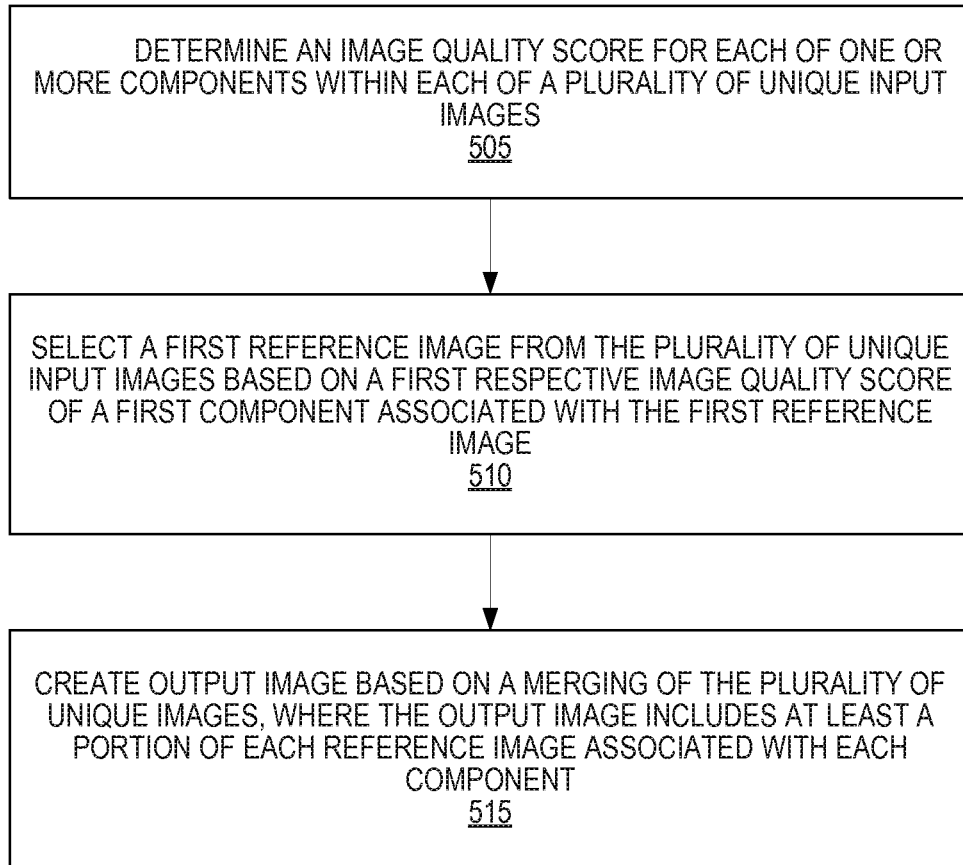 DETERMINE AN IMAGE QUALITY SCORE FOR EACH OF ONE OR
MORE COMPONENTS WITHIN EACH OF A PLURALITY OF UNIQUE INPUT
IMAGES
505
SELECT A FIRST REFERENCE IMAGE FROM THE PLURALITY OF UNIQUE
INPUT IMAGES BASED ON A FIRST RESPECTIVE IMAGE QUALITY SCORE
OF A FIRST COMPONENT ASSOCIATED WITH THE FIRST REFERENCE
IMAGE
510
CREATE OUTPUT IMAGE BASED ON A MERGING OF THE PLURALITY OF
UNIQUE IMAGES, WHERE THE OUTPUT IMAGE INCLUDES AT LEAST A
PORTION OF EACH REFERENCE IMAGE ASSOCIATED WITH EACH
COMPONENT
515